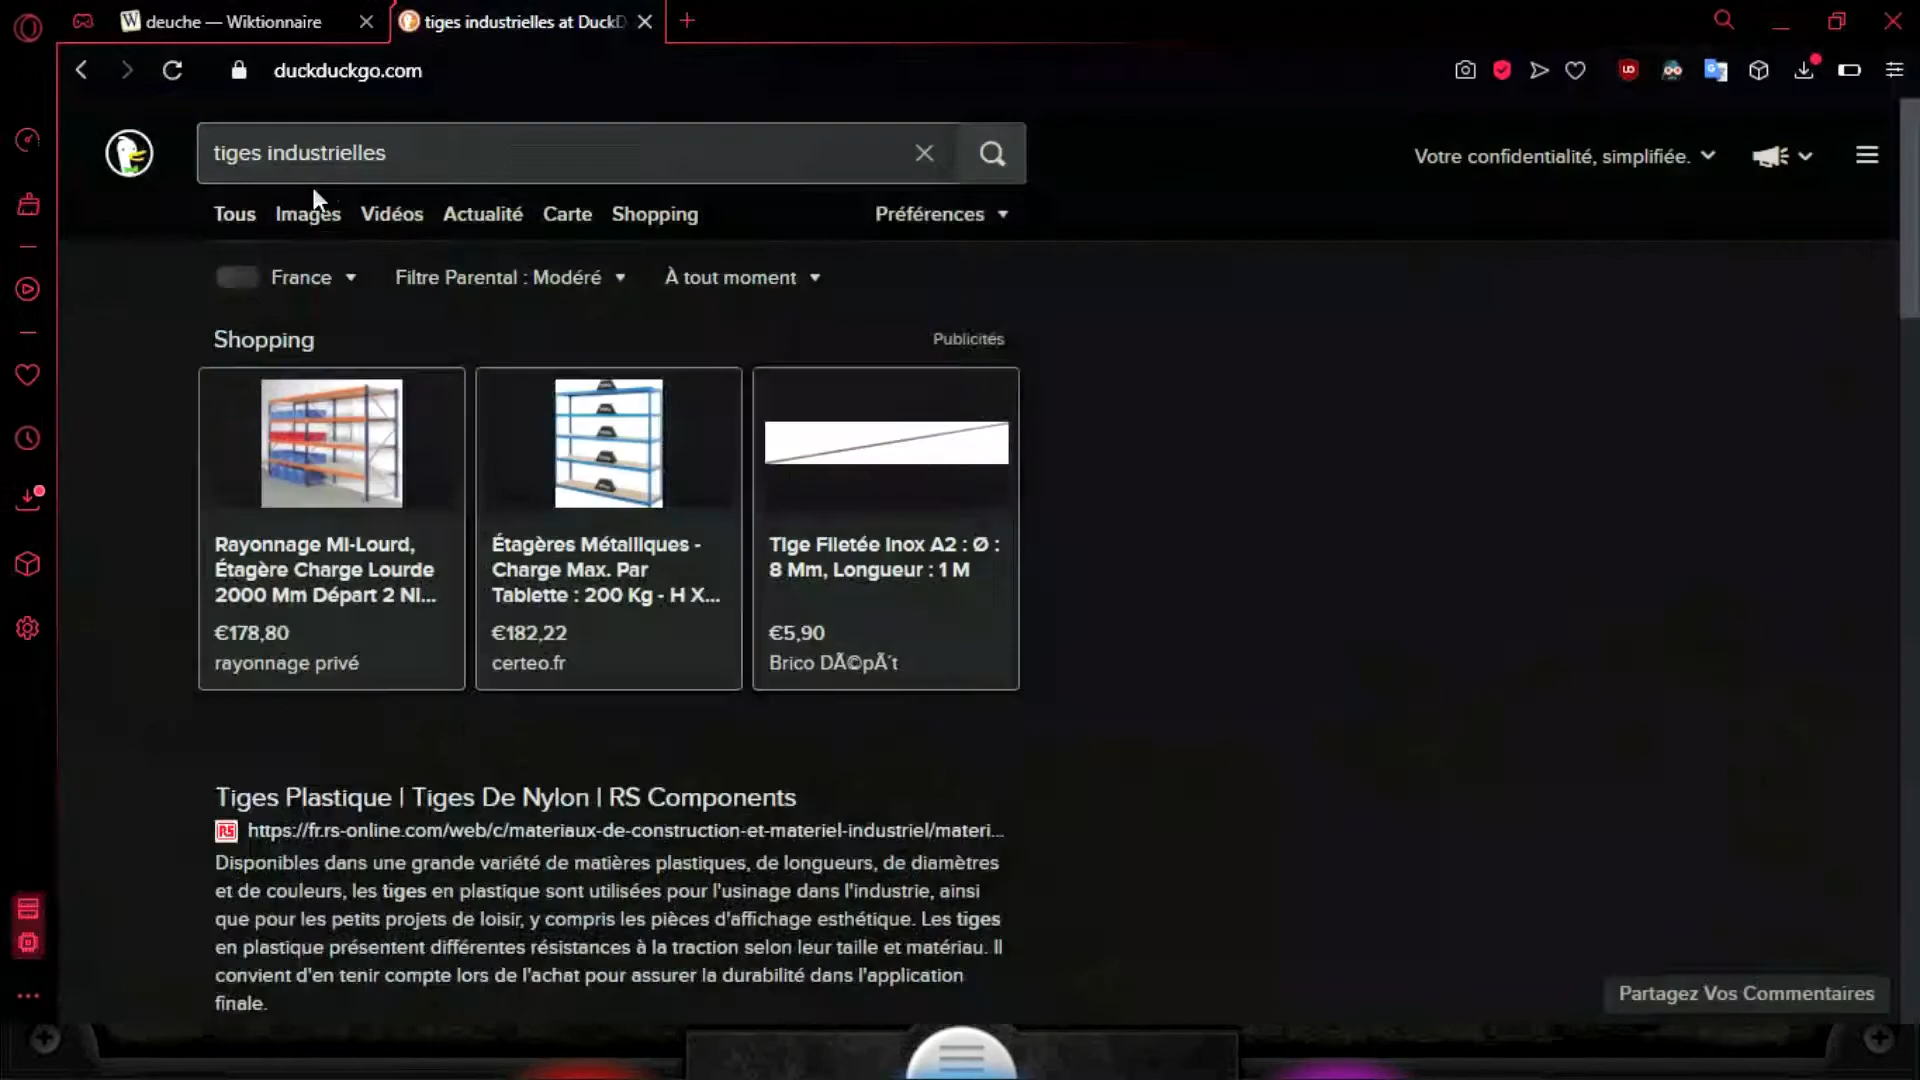 deuche — Wiktionnaire
tiges industrielles at DuckD
duckduckgo.com
tiges industrielles
Votre confidentialité, simplifiée.
Tous Images Vidéos Actualité Carte Shopping Préférences
France Filtre Parental : Modéré À tout moment
Shopping Publicités
Rayonnage Mi-Lourd,
Étagère Charge Lourde
2000 Mm Départ 2 Ni...
€178,80
rayonnage privé
Étagères Métalliques -
Charge Max. Par
Tablette : 200 Kg - H X...
€182,22
certeo.fr
Tige Filetée Inox A2 : Ø :
8 Mm, Longueur : 1 M
€5,90
Brico DÃ©pÃ´t
Tiges Plastique | Tiges De Nylon | RS Components
RS https://fr.rs-online.com/web/c/materiaux-de-construction-et-materiel-industriel/materi...
Disponibles dans une grande variété de matières plastiques, de longueurs, de diamètres
et de couleurs, les tiges en plastique sont utilisées pour l'usinage dans l'industrie, ainsi
que pour les petits projets de loisir, y compris les pièces d'affichage esthétique. Les tiges
en plastique présentent différentes résistances à la traction selon leur taille et matériau. Il
convient d'en tenir compte lors de l'achat pour assurer la durabilité dans l'application
finale.
Partagez Vos Commentaires